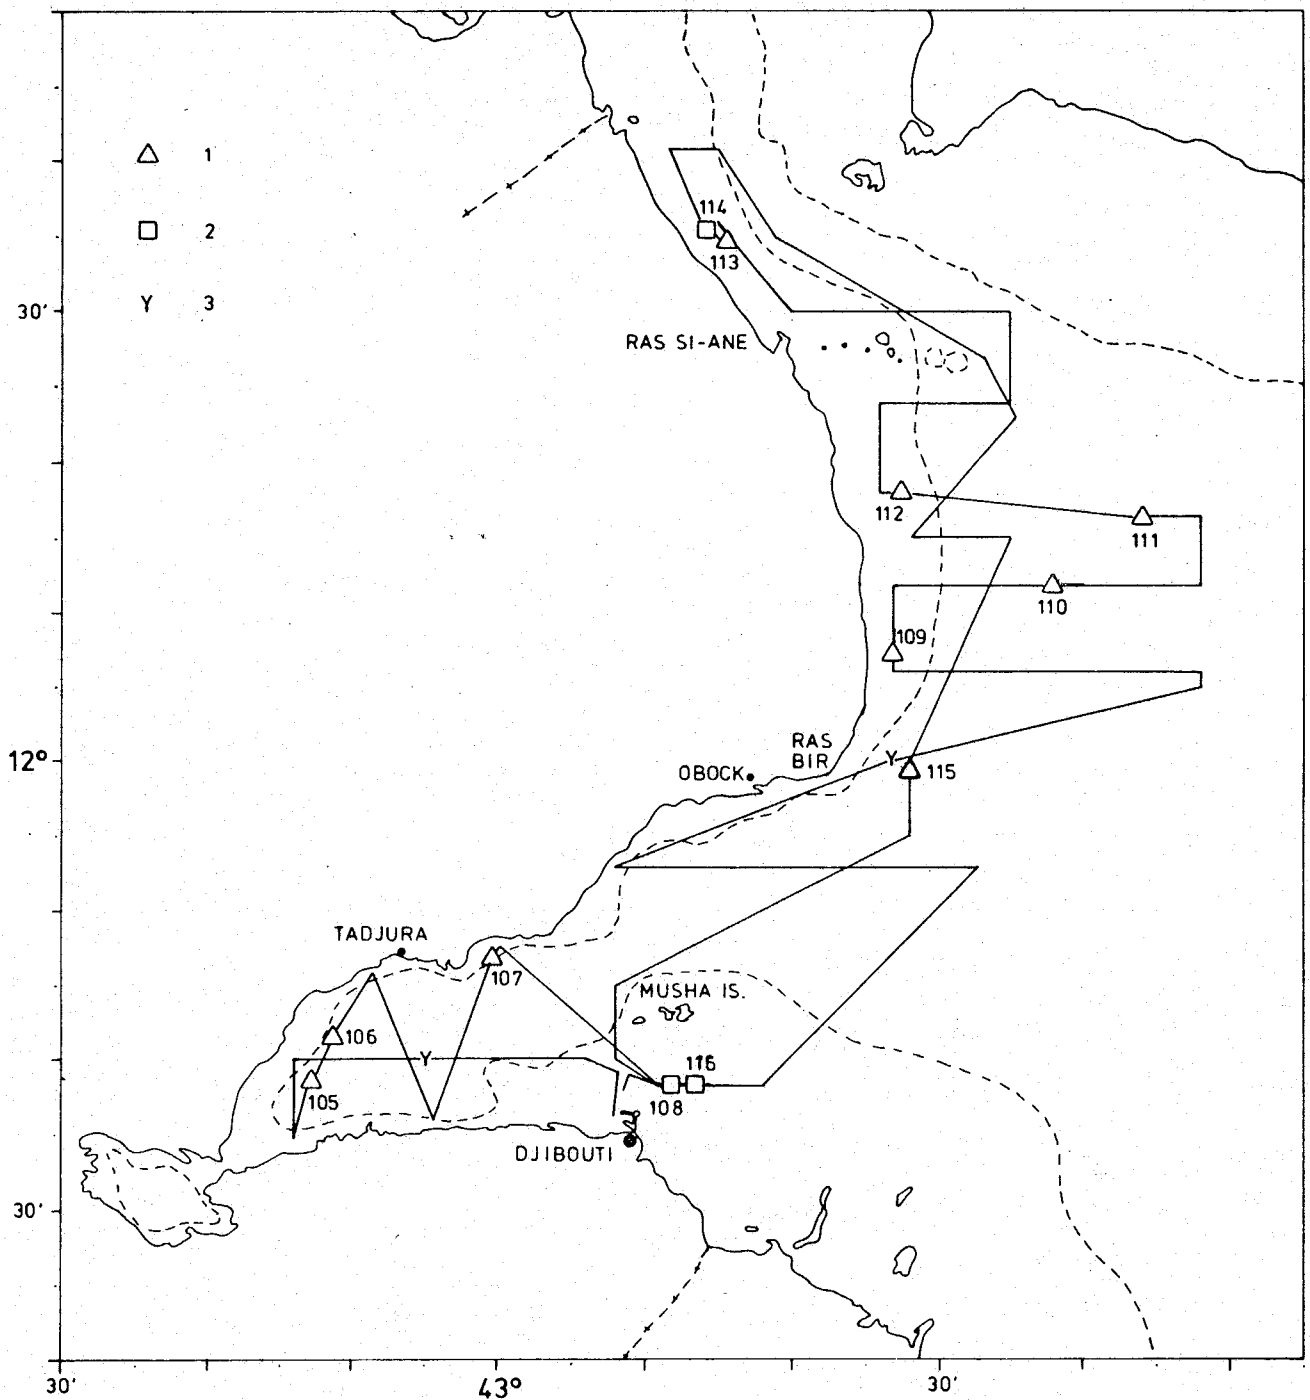 △ 1
□ 2
Y 3
114
113
30'
RAS SI-ANE
112
111
110
109
RAS
BIR
12°
Y
115
OBOCK
TADJURA
107
MUSHA IS.
106
Y
116
105
108
DJIBOUTI
30'
30'
43°
30'